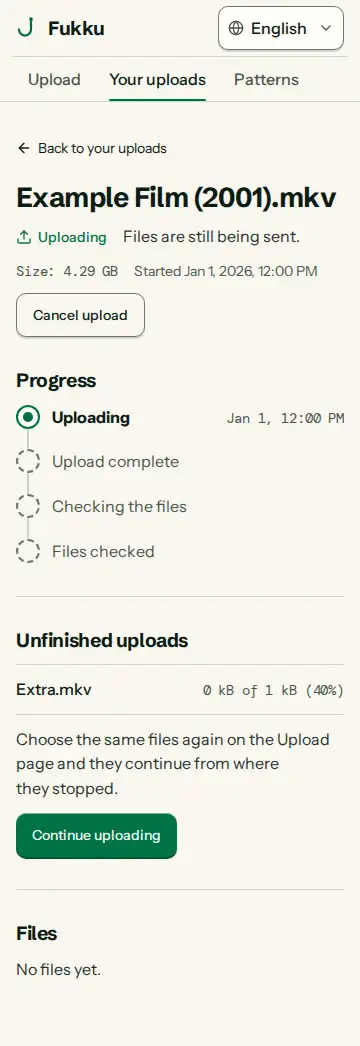 Fukku
English
Upload
Your uploads
Patterns
Back to your uploads
Example Film (2001).mkv
Uploading
Files are still being sent.
Size: 4.29 GB
Started Jan 1, 2026, 12:00 PM
Cancel upload
Progress
Uploading
Jan 1, 12:00 PM
Upload complete
Checking the files
Files checked
Unfinished uploads
Extra.mkv
0 kB of 1 kB (40%)
Choose the same files again on the Upload
page and they continue from where
they stopped.
Continue uploading
Files
No files yet.